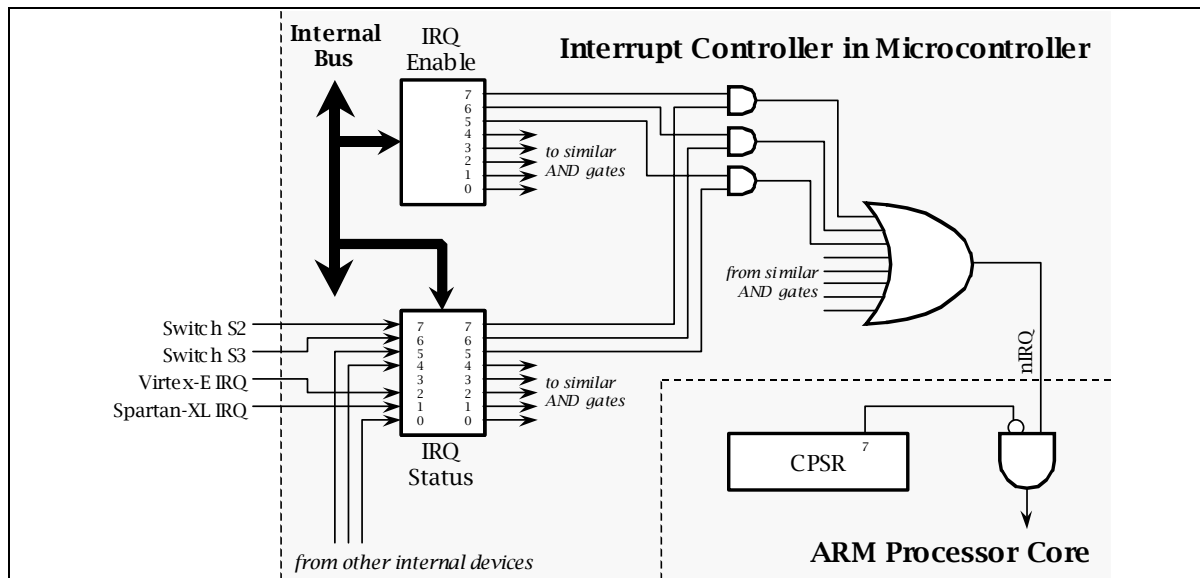 Internal
Bus
IRQ
Enable
Interrupt Controller in Microcontroller
7
6
5
4
3
2
1
0
to similar
AND gates
from similar
AND gates
Switch S2
Switch S3
Virtex-E IRQ
Spartan-XL IRQ
7
6
5
4
3
2
1
0
7
6
5
4
3
2
1
0
to similar
AND gates
IRQ
Status
from other internal devices
nIRQ
CPSR
7
ARM Processor Core